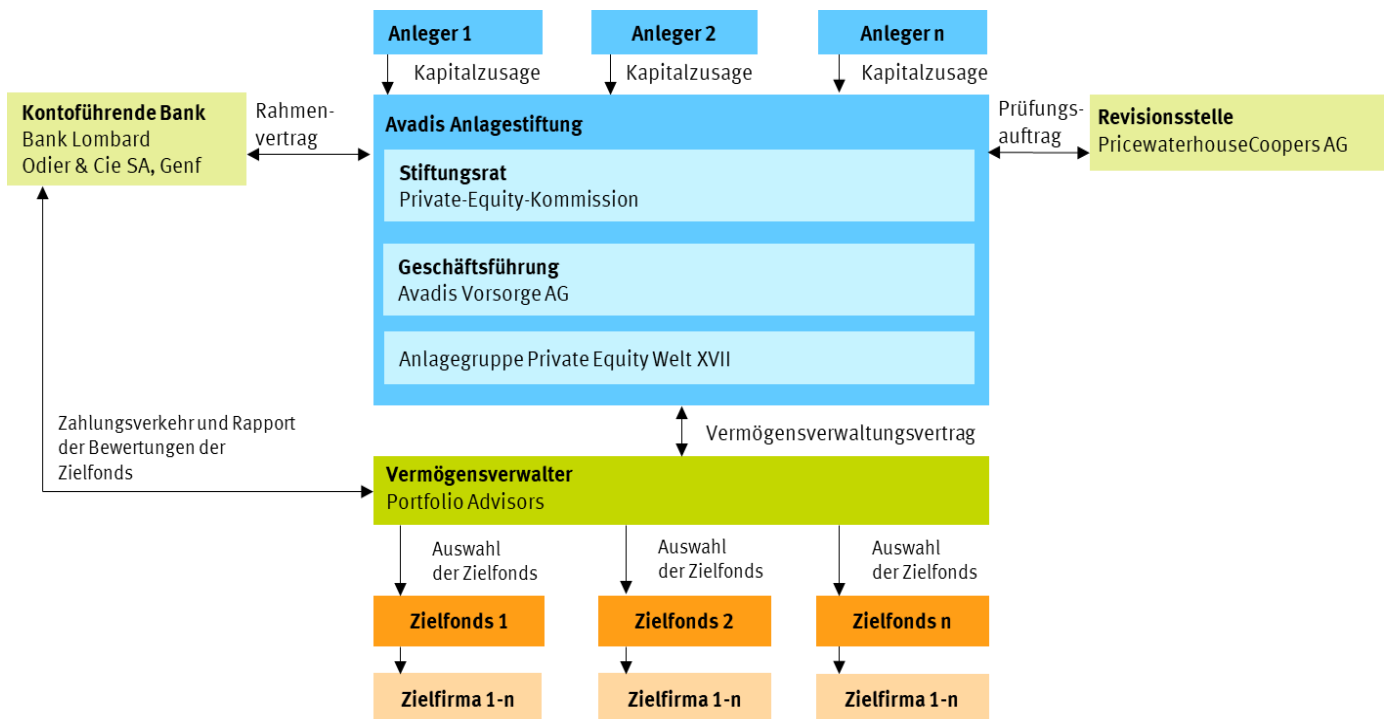 Anleger 1
Anleger 2
Anleger n
Kapitalzusage
Kapitalzusage
Kapitalzusage
Kontoführende Bank
Bank Lombard
Odier & Cie SA, Genf
Rahmen-
vertrag
Avadis Anlagestiftung
Prüfungs-
auftrag
Revisionsstelle
PricewaterhouseCoopers AG
Stiftungsrat
Private-Equity-Kommission
Geschäftsführung
Avadis Vorsorge AG
Anlagegruppe Private Equity Welt XVII
Zahlungsverkehr und Rapport
der Bewertungen der
Zielfonds
Vermögensverwaltungsvertrag
Vermögensverwalter
Portfolio Advisors
Auswahl
der Zielfonds
Auswahl
der Zielfonds
Auswahl
der Zielfonds
Zielfonds 1
Zielfonds 2
Zielfonds n
Zielfirma 1-n
Zielfirma 1-n
Zielfirma 1-n